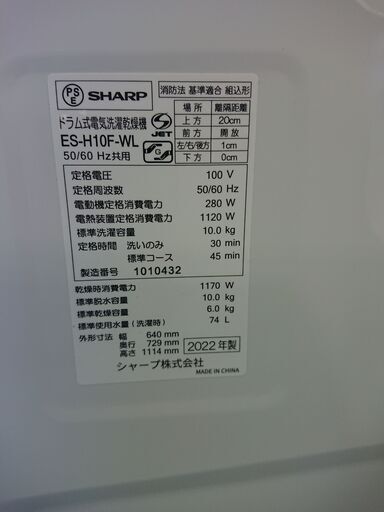 PSE SHARP
ドラム式電気洗濯乾燥機
S JET
ES-H10F-WL
50/60 Hz共用
消防法 基準適合 組込形
場所 離隔距離
上方 20cm
前方 開放
左/右/後方 1cm
下方 0cm
定格電圧 100 V
定格周波数 50/60 Hz
電動機定格消費電力 280 W
電熱装置定格消費電力 1120 W
標準洗濯容量 10.0 kg
定格時間 洗いのみ 30 min
標準コース 45 min
製造番号 1010432
乾燥時消費電力 1170 W
標準脱水容量 10.0 kg
標準乾燥容量 6.0 kg
標準使用水量 (洗濯時) 74 L
外形寸法 幅 640 mm
奥行 729 mm
高さ 1114 mm
2022年製
シャープ株式会社
MADE IN CHINA